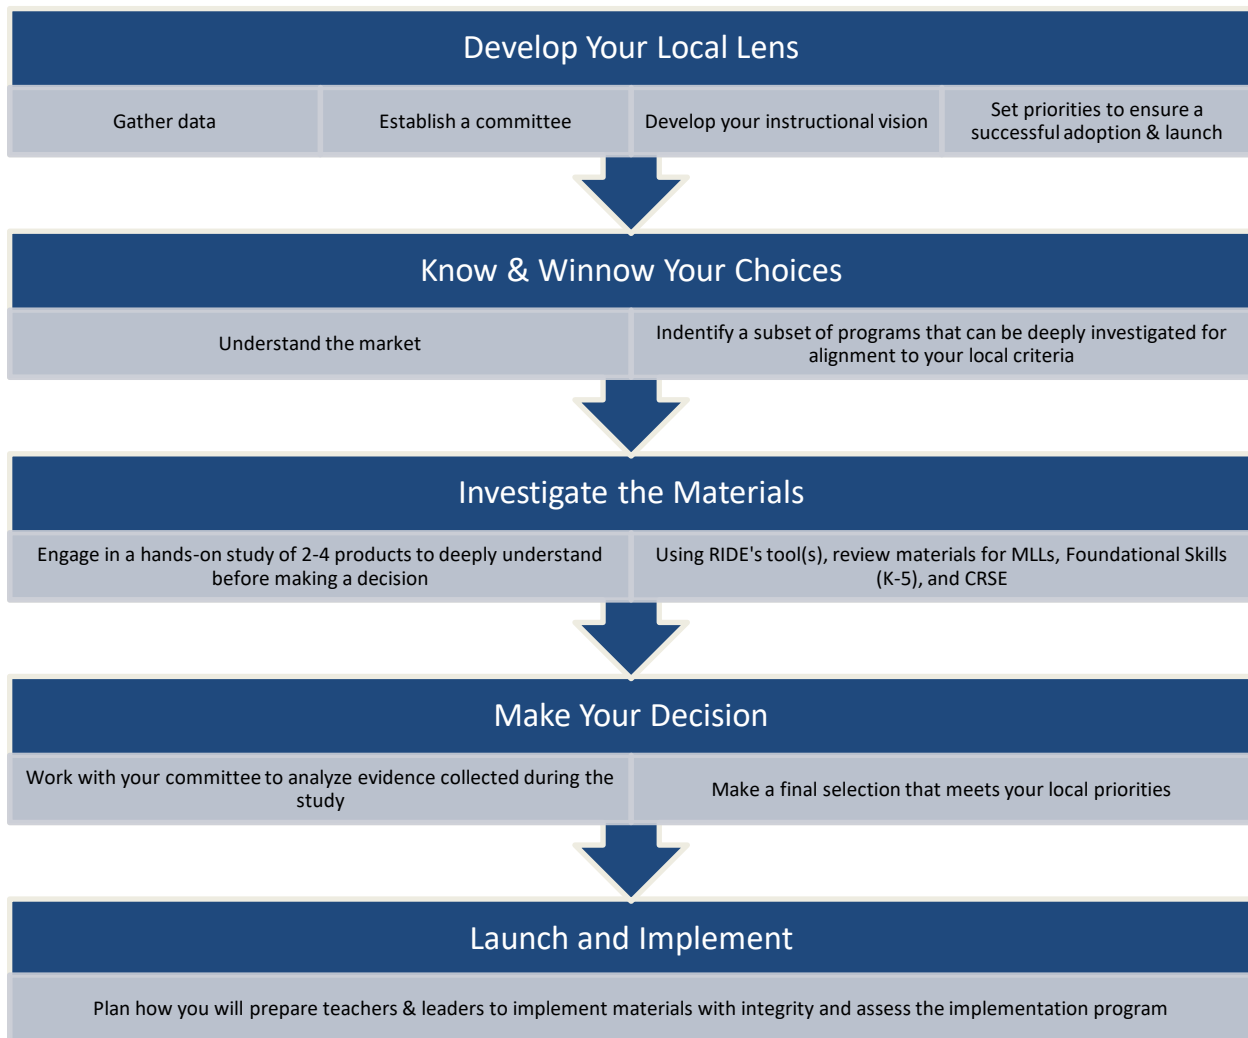 Develop Your Local Lens
Gather data
Establish a committee
Develop your instructional vision
Set priorities to ensure a
successful adoption & launch
Know & Winnow Your Choices
Understand the market
Indentify a subset of programs that can be deeply investigated for
alignment to your local criteria
Investigate the Materials
Engage in a hands-on study of 2-4 products to deeply understand
before making a decision
Using RIDE's tool(s), review materials for MLLs, Foundational Skills
(K-5), and CRSE
Make Your Decision
Work with your committee to analyze evidence collected during the
study
Make a final selection that meets your local priorities
Launch and Implement
Plan how you will prepare teachers & leaders to implement materials with integrity and assess the implementation program